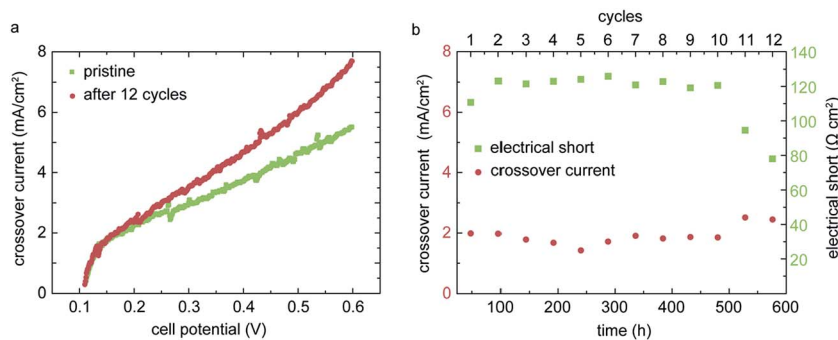 a
8
6
4
2
0
crossover current (mA/cm²)
pristine
after 12 cycles
0.1 0.2 0.3 0.4 0.5 0.6
cell potential (V)
b
cycles
1 2 3 4 5 6 7 8 9 10 11 12
8
6
4
2
0
crossover current (mA/cm²)
electrical short
crossover current
140
120
100
80
60
40
20
electrical short (Ω cm²)
100 200 300 400 500 600
time (h)